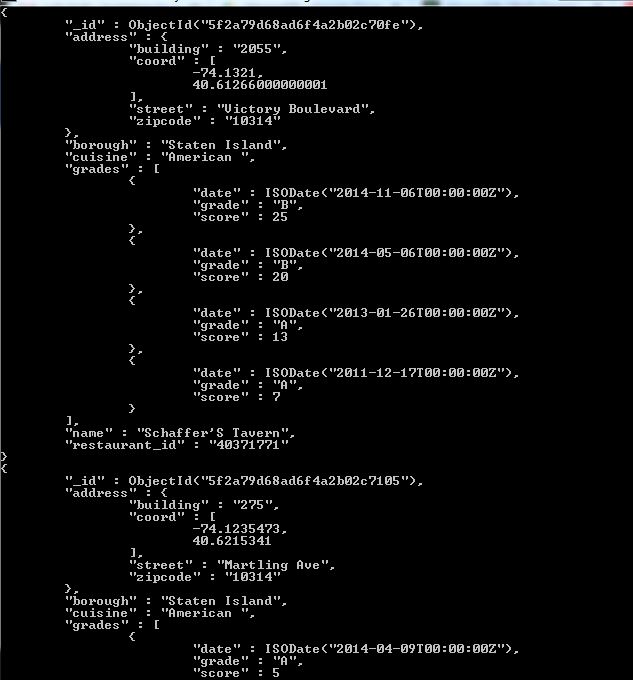 {
"_id" : ObjectId("5f2a79d68ad6f4a2b02c70fe"),
"address" : {
"building" : "2055",
"coord" : [
-74.1321,
40.61266000000001
],
"street" : "Victory Boulevard",
"zipcode" : "10314"
},
"borough" : "Staten Island",
"cuisine" : "American ",
"grades" : [
{
"date" : ISODate("2014-11-06T00:00:00Z"),
"grade" : "B",
"score" : 25
},
{
"date" : ISODate("2014-05-06T00:00:00Z"),
"grade" : "B",
"score" : 20
},
{
"date" : ISODate("2013-01-26T00:00:00Z"),
"grade" : "A",
"score" : 13
},
{
"date" : ISODate("2011-12-17T00:00:00Z"),
"grade" : "A",
"score" : 7
}
],
"name" : "Schaffer'S Tavern",
"restaurant_id" : "40371771"
}
{
"_id" : ObjectId("5f2a79d68ad6f4a2b02c7105"),
"address" : {
"building" : "275",
"coord" : [
-74.1235473,
40.6215341
],
"street" : "Martling Ave",
"zipcode" : "10314"
},
"borough" : "Staten Island",
"cuisine" : "American ",
"grades" : [
{
"date" : ISODate("2014-04-09T00:00:00Z"),
"grade" : "A",
"score" : 5